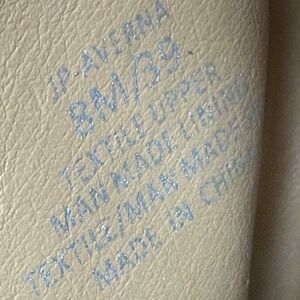 JP-AVERNA
8M/39
TEXTILE UPPER
MAN MADE LINING
TEXTILE/MAN MADE
MADE IN CHINA